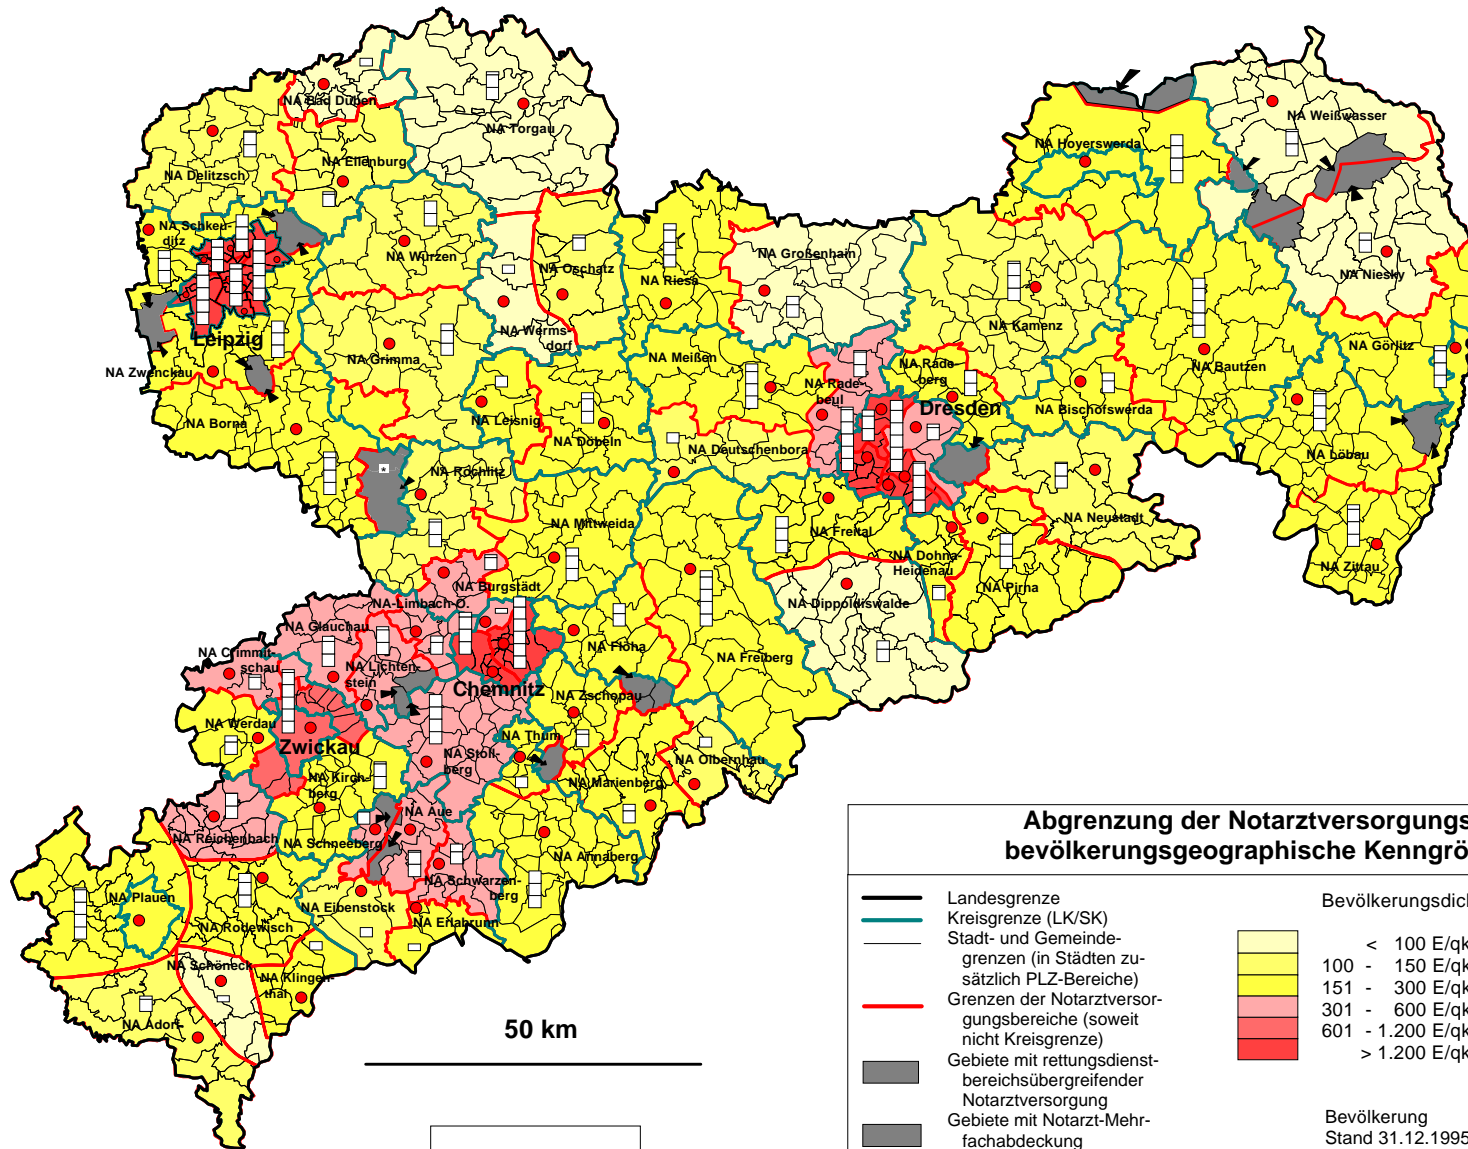 NA Bad Düben
NA Torgau
NA Weißwasser
NA Hoyerswerda
NA Eilenburg
NA Delitzsch
NA Schkeu-
ditz
NA Wurzen
NA Oschatz
NA Riesa
NA Großenhain
NA Niesky
NA Kamenz
NA Werms-
dorf
Leipzig
NA Grimma
NA Meißen
NA Rade-
berg
NA Rade-
beul
NA Görlitz
NA Bautzen
NA Zwenckau
Dresden
NA Bischofswerda
NA Borna
NA Leisnig
NA Döbeln
NA Deutschenbora
NA Löbau
NA Rochlitz
NA Mittweida
NA Freital
NA Neustadt
NA Dohna-
Heidenau
NA Pirna
NA Zittau
NA Burgstädt
NA-Limbach-O.
NA Dippoldiswalde
NA Glauchau
NA Crimmit-
schau
NA Lichten-
stein
NA Flöha
NA Freiberg
Chemnitz
NA Zschopau
NA Werdau
Zwickau
NA Thum
NA Stoll-
berg
NA Olbernhau
NA Kirch-
berg
NA Marienberg
NA Aue
NA Reichenbach
NA Schneeberg
NA Annaberg
NA Schwarzen-
berg
NA Plauen
NA Eibenstock
NA Erlabrunn
NA Rodewisch
NA Schöneck
NA Klingen-
thal
NA Adorf
50 km
Abgrenzung der Notarztversorgungs
bevölkerungsgeographische Kenngrö
Landesgrenze
Kreisgrenze (LK/SK)
Stadt- und Gemeinde-
grenzen (in Städten zu-
sätzlich PLZ-Bereiche)
Grenzen der Notarztversor-
gungsbereiche (soweit
nicht Kreisgrenze)
Gebiete mit rettungsdienst-
bereichsübergreifender
Notarztversorgung
Gebiete mit Notarzt-Mehr-
fachabdeckung
Bevölkerungsdich
< 100 E/qk
100 - 150 E/qk
151 - 300 E/qk
301 - 600 E/qk
601 - 1.200 E/qk
> 1.200 E/qk
Bevölkerung
Stand 31.12.1995